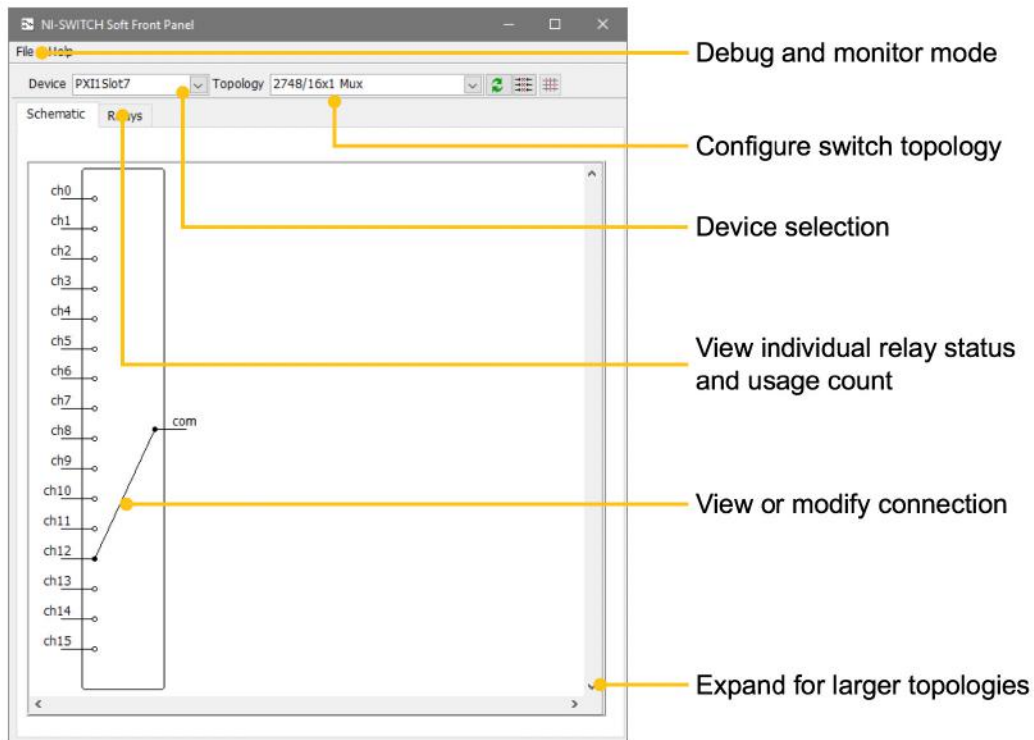 NI-SWITCH Soft Front Panel
File Help
Debug and monitor mode
Device PXI1Slot7 Topology 2748/16x1 Mux
Schematic Relays
Configure switch topology
ch0
ch1
Device selection
ch2
ch3
ch4
ch5
View individual relay status
and usage count
ch6
ch7
com
ch8
ch9
ch10
View or modify connection
ch11
ch12
ch13
ch14
ch15
Expand for larger topologies